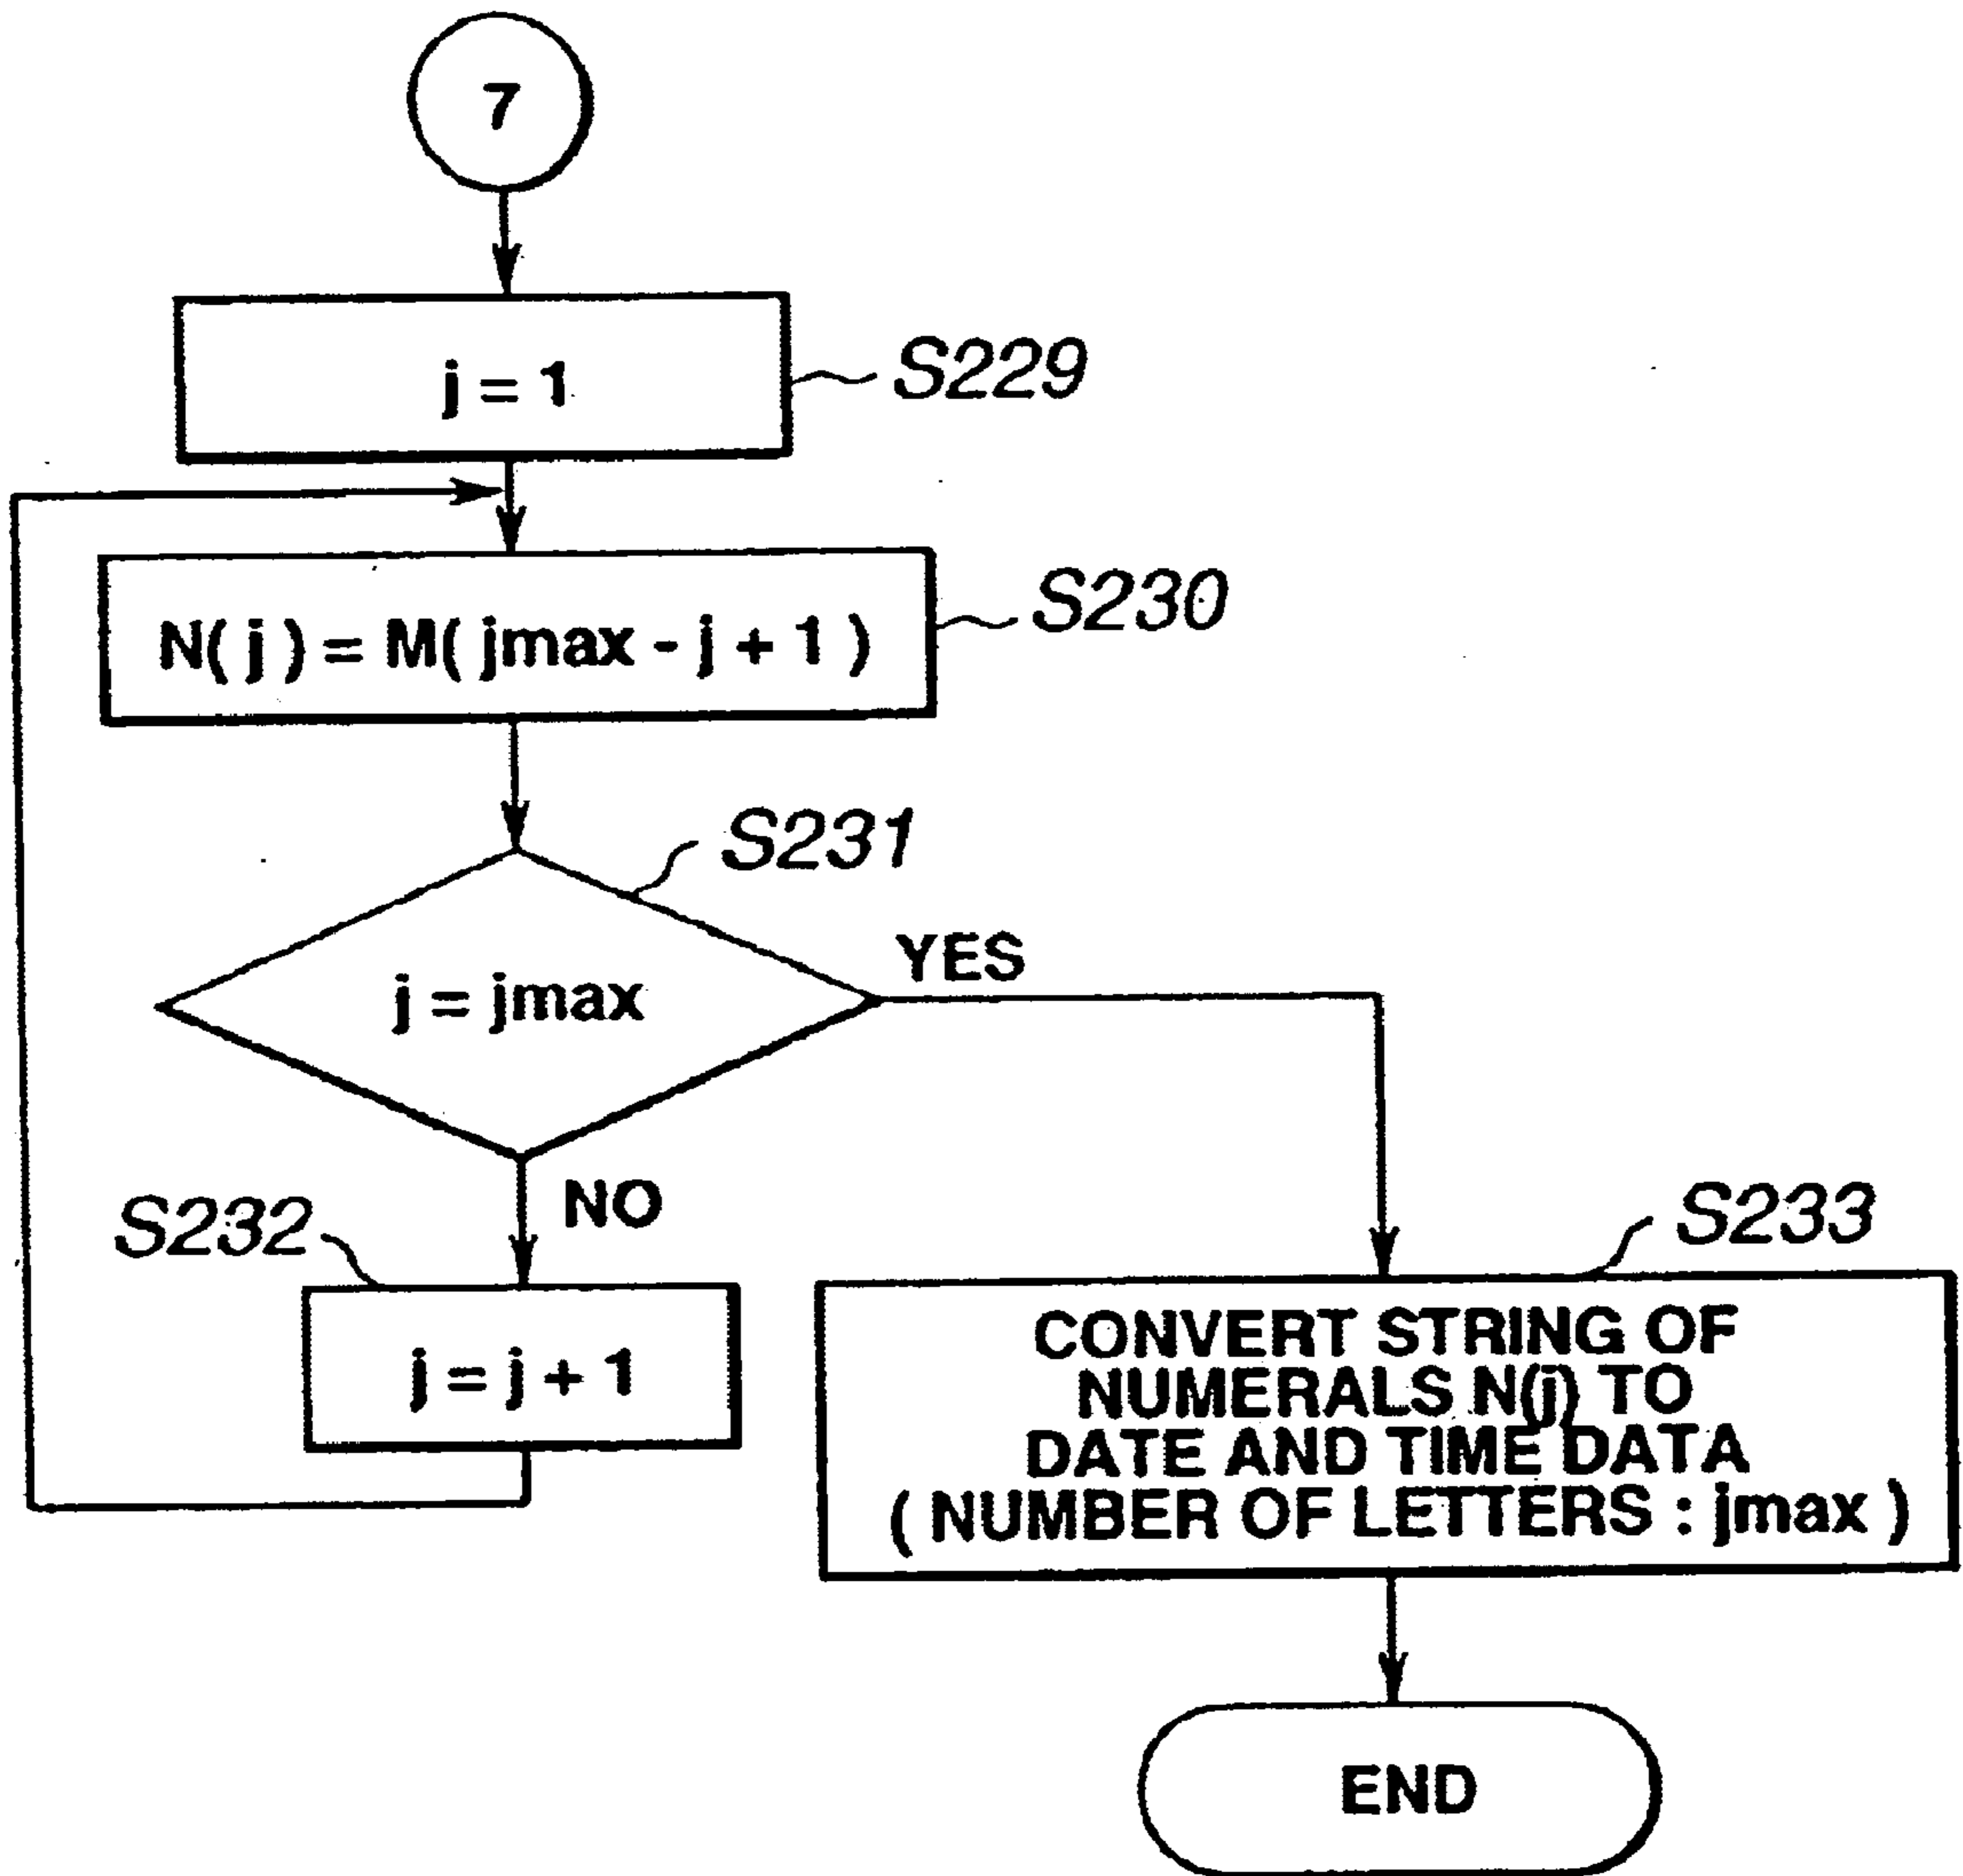 7
j = 1
S229
N( j ) = M( jmax - j + 1 )
S230
S231
j = jmax
YES
NO
S232
j = j + 1
S233
CONVERT STRING OF
NUMERALS N(j) TO
DATE AND TIME DATA
( NUMBER OF LETTERS : jmax )
END